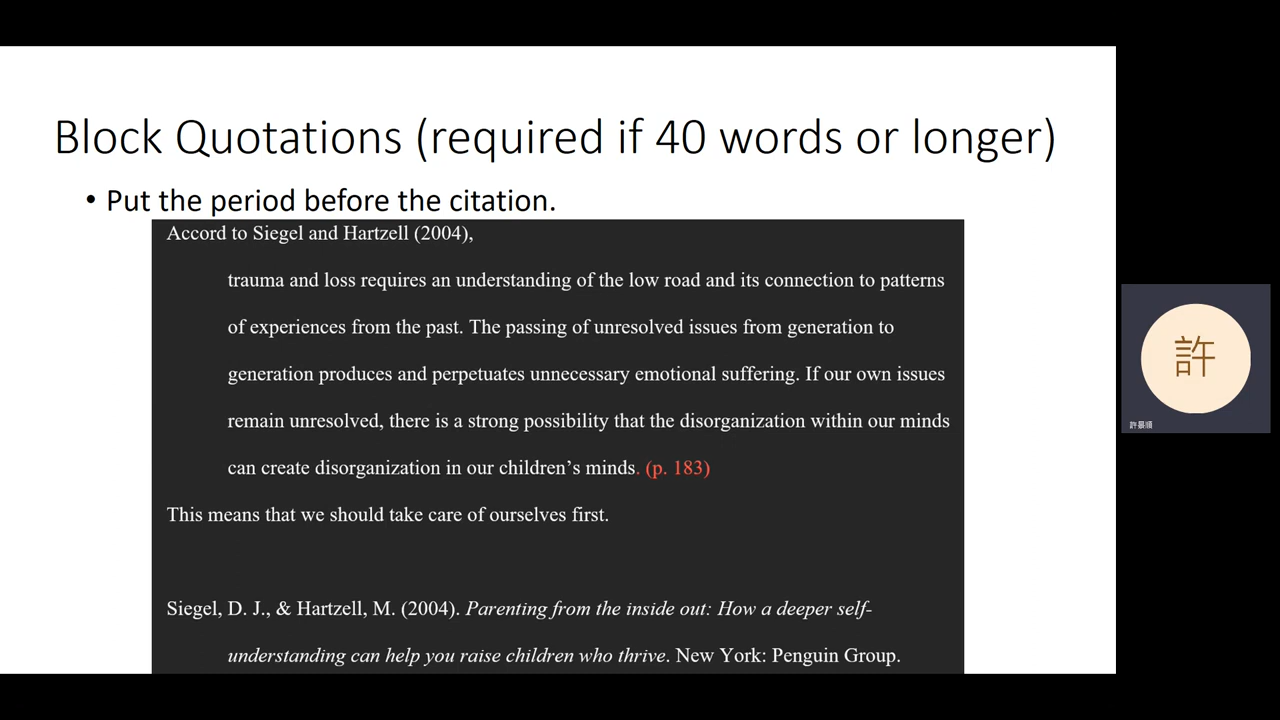 Block Quotations (required if 40 words or longer)
• Put the period before the citation.
Accord to Siegel and Hartzell (2004),
trauma and loss requires an understanding of the low road and its connection to patterns
of experiences from the past. The passing of unresolved issues from generation to
generation produces and perpetuates unnecessary emotional suffering. If our own issues
remain unresolved, there is a strong possibility that the disorganization within our minds
can create disorganization in our children’s minds. (p. 183)
This means that we should take care of ourselves first.
Siegel, D. J., & Hartzell, M. (2004). Parenting from the inside out: How a deeper self-
understanding can help you raise children who thrive. New York: Penguin Group.
許
許景順